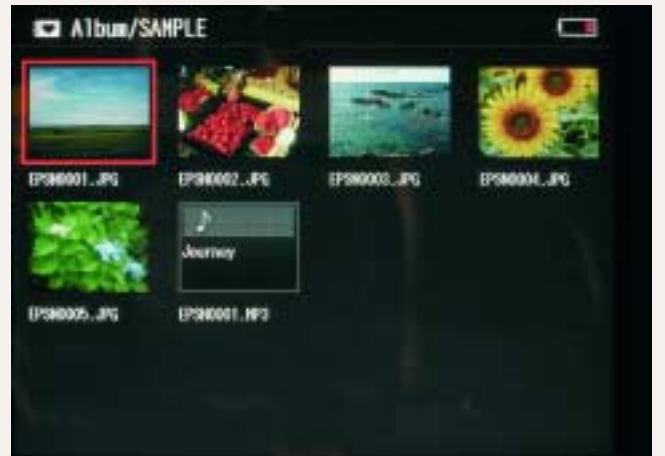 Album/SAMPLE
EPSN0001.JPG EPSN0002.JPG EPSN0003.JPG EPSN0004.JPG
Journey
EPSN0005.JPG EPSN0001.MP3